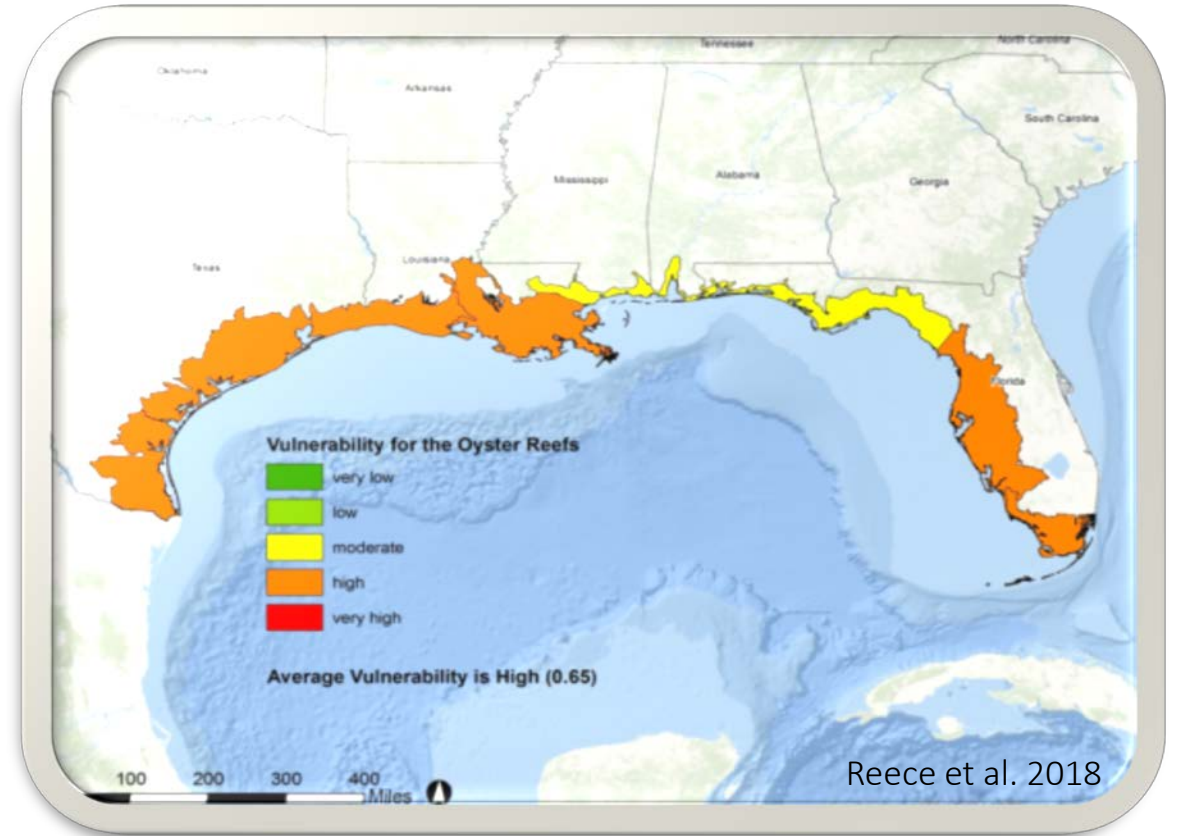 Tennessee
North Carolina
Oklahoma
Arkansas
South Carolina
Mississippi
Alabama
Georgia
Texas
Louisiana
Florida
Vulnerability for the Oyster Reefs
very low
low
moderate
high
very high
Average Vulnerability is High (0.65)
Reece et al. 2018
100 200 300 400
Miles